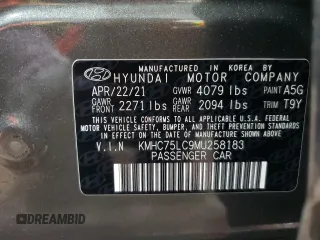 MANUFACTURED IN KOREA BY
HYUNDAI MOTOR COMPANY
APR/22/21 GVWR 4079 lbs PAINT A5G
GAWR FRONT 2271 lbs GAWR REAR 2094 lbs TRIM T9Y
THIS VEHICLE CONFORMS TO ALL APPLICABLE
U.S. FEDERAL MOTOR VEHICLE SAFETY, BUMPER,
AND THEFT PREVENTION STANDARDS IN EFFECT ON
THE DATE OF MANUFACTURE SHOWN ABOVE.
V.I.N KMHC75LC9MU258183
PASSENGER CAR
© DREAMBID